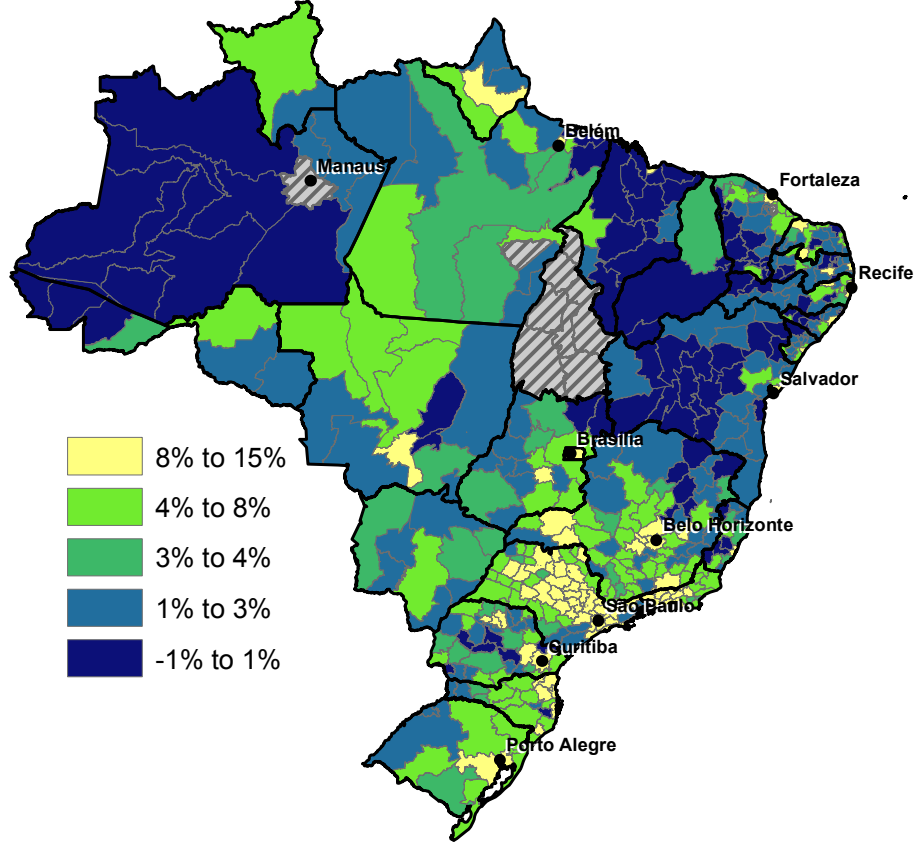 Belém
Manaus
Fortaleza
Recife
Salvador
Brasília
8% to 15%
4% to 8%
Belo Horizonte
3% to 4%
1% to 3%
São Paulo
Curitiba
-1% to 1%
Porto Alegre